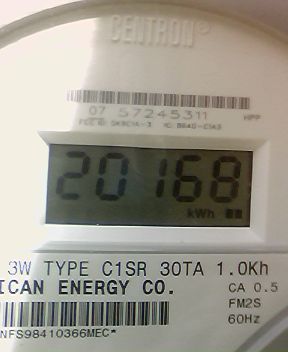 CENTRON®
07 57245311 HPP
20168
kWh
3W TYPE C1SR 30TA 1.0Kh
ICAN ENERGY CO. CA 0.5
FM2S
NFS98410366MEC* 60Hz